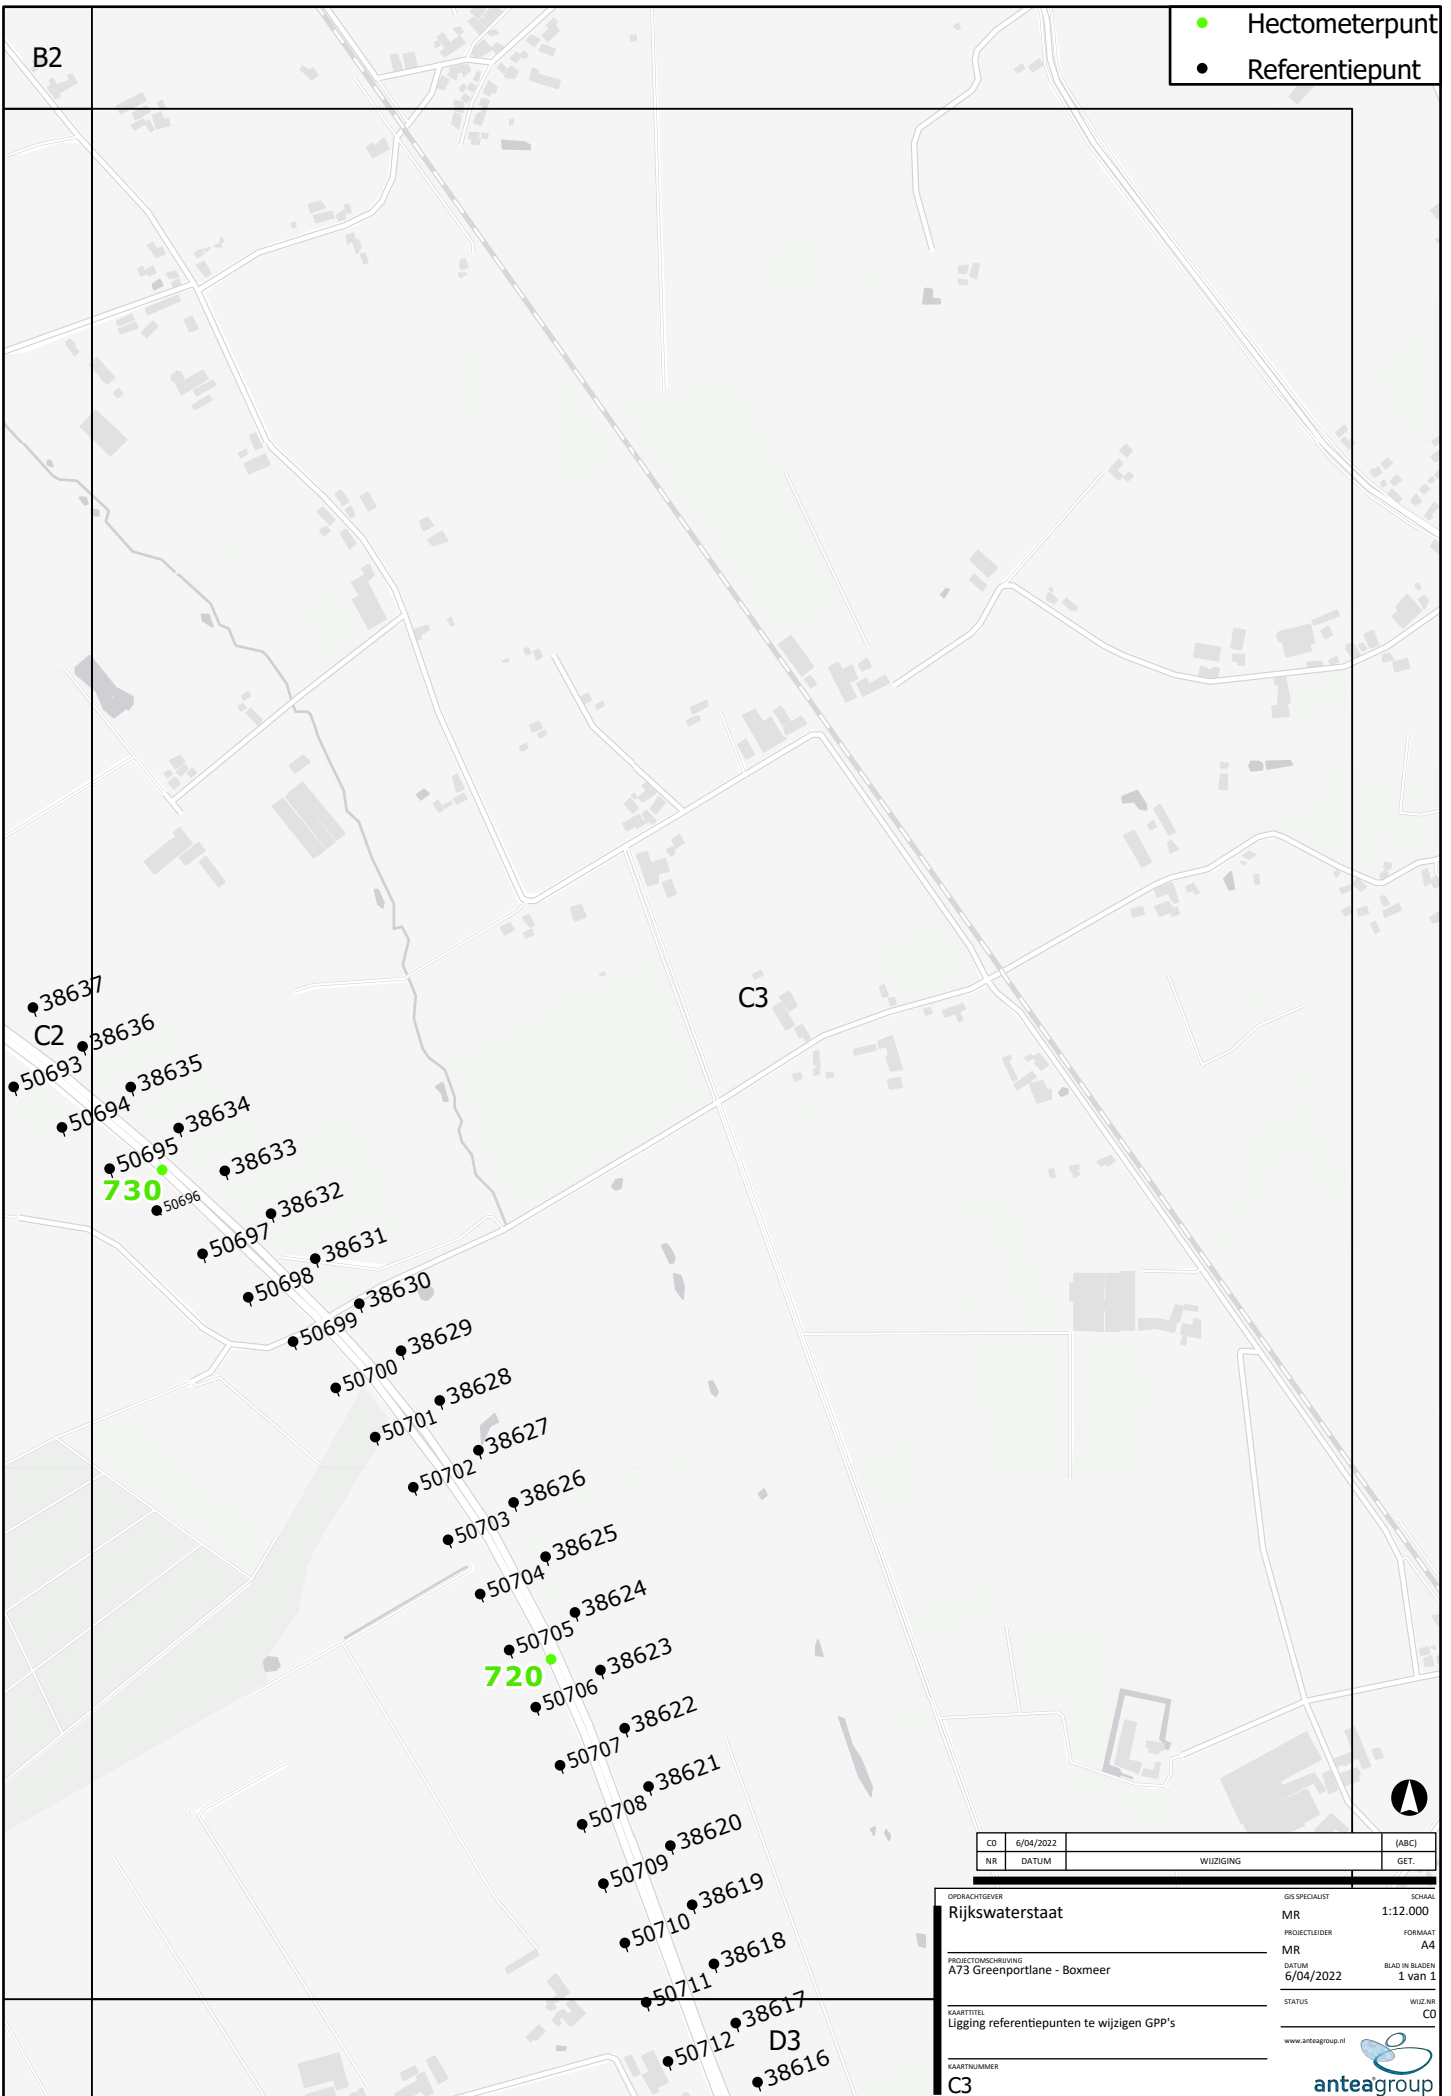 Hectometerpunt
Referentiepunt
B2
C3
38637
C2
38636
50693
38635
50694
38634
50695
38633
730
50696
38632
50697
38631
50698
38630
50699
38629
50700
38628
50701
38627
50702
38626
50703
38625
50704
38624
50705
720
38623
50706
38622
50707
38621
50708
38620
50709
38619
50710
38618
50711
38617
D3
50712
38616
C0 6/04/2022 (ABC)
NR DATUM WIJZIGING GET.
OPDRACHTGEVER
Rijkswaterstaat
GIS SPECIALIST SCHAAL
MR 1:12.000
PROJECTLEIDER FORMAAT
MR A4
PROJECTOMSCHRIJVING
A73 Greenportlane - Boxmeer
DATUM BLAD IN BLADEN
6/04/2022 1 van 1
STATUS WIJZ.NR
C0
KAARTTITEL
Ligging referentiepunten te wijzigen GPP's
www.anteagroup.nl
KAARTNUMMER
C3
anteagroup